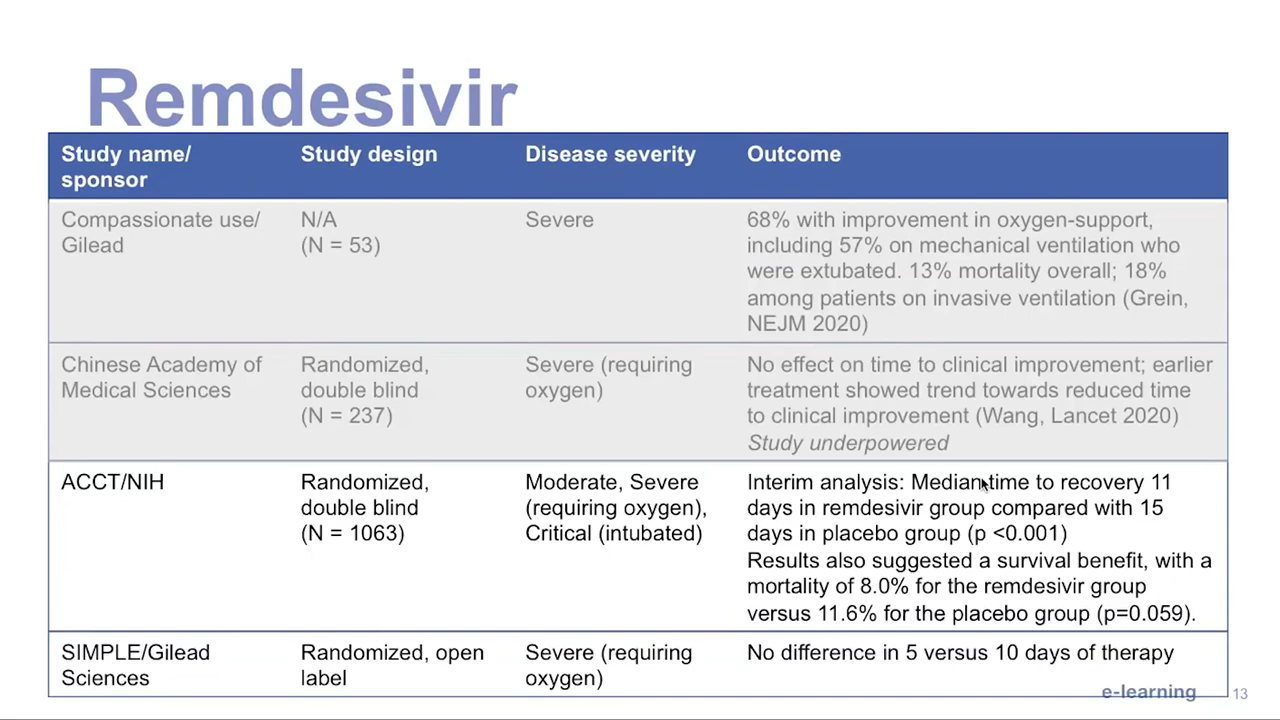 Remdesivir
Study name/
sponsor
Study design
Disease severity
Outcome
Compassionate use/
Gilead
N/A
(N = 53)
Severe
68% with improvement in oxygen-support,
including 57% on mechanical ventilation who
were extubated. 13% mortality overall; 18%
among patients on invasive ventilation (Grein,
NEJM 2020)
Chinese Academy of
Medical Sciences
Randomized,
double blind
(N = 237)
Severe (requiring
oxygen)
No effect on time to clinical improvement; earlier
treatment showed trend towards reduced time
to clinical improvement (Wang, Lancet 2020)
Study underpowered
ACCT/NIH
Randomized,
double blind
(N = 1063)
Moderate, Severe
(requiring oxygen),
Critical (intubated)
Interim analysis: Median time to recovery 11
days in remdesivir group compared with 15
days in placebo group (p <0.001)
Results also suggested a survival benefit, with a
mortality of 8.0% for the remdesivir group
versus 11.6% for the placebo group (p=0.059).
SIMPLE/Gilead
Sciences
Randomized, open
label
Severe (requiring
oxygen)
No difference in 5 versus 10 days of therapy
e-learning
13